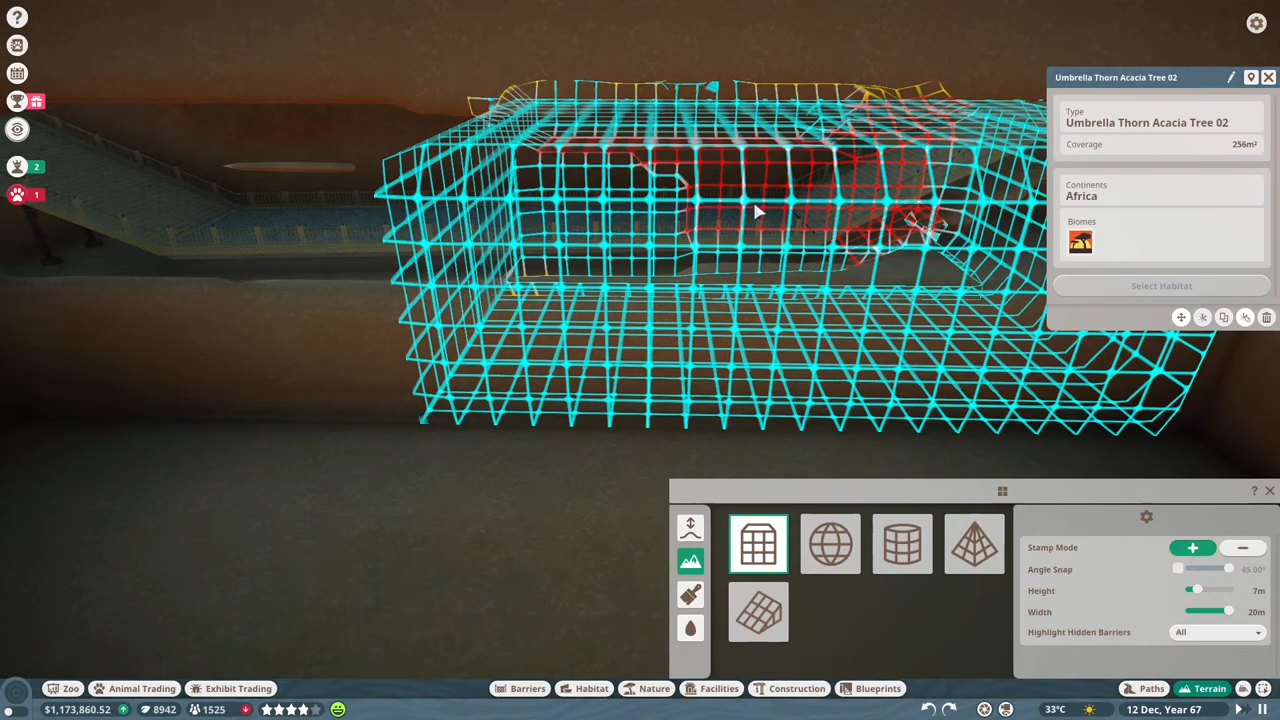 ?
2
1
Umbrella Thorn Acacia Tree 02
Type
Umbrella Thorn Acacia Tree 02
Coverage 256m²
Continents
Africa
Biomes
Select Habitat
?
Stamp Mode
Angle Snap 45.00°
Height 7m
Width 20m
Highlight Hidden Barriers All
Zoo Animal Trading Exhibit Trading Barriers Habitat Nature Facilities Construction Blueprints Paths Terrain
$1,173,860.52 8942 1525 33°C 12 Dec, Year 67